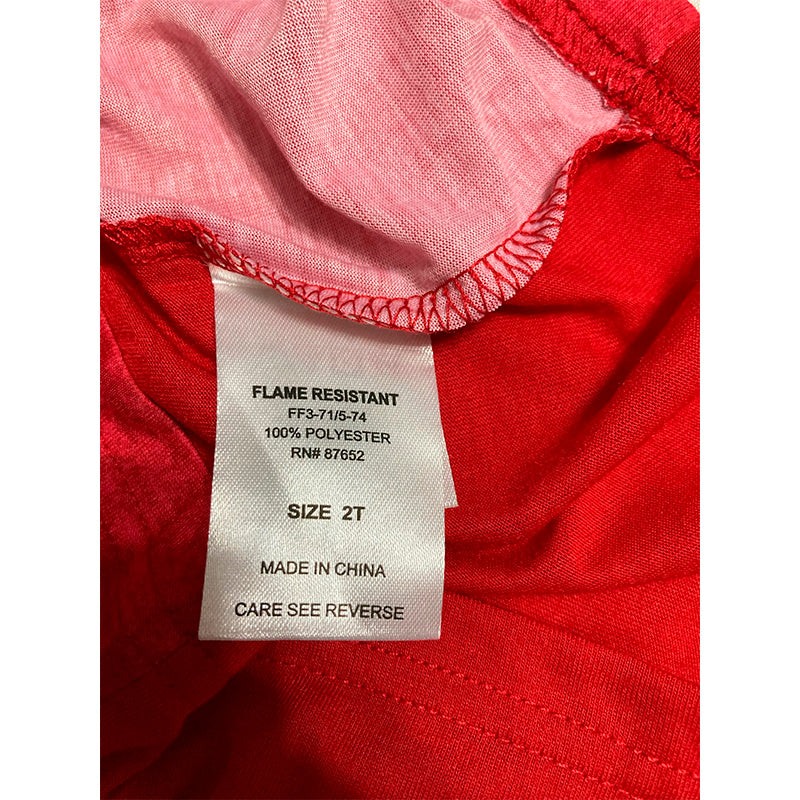 FLAME RESISTANT
FF3-71/5-74
100% POLYESTER
RN# 87652
SIZE 2T
MADE IN CHINA
CARE SEE REVERSE